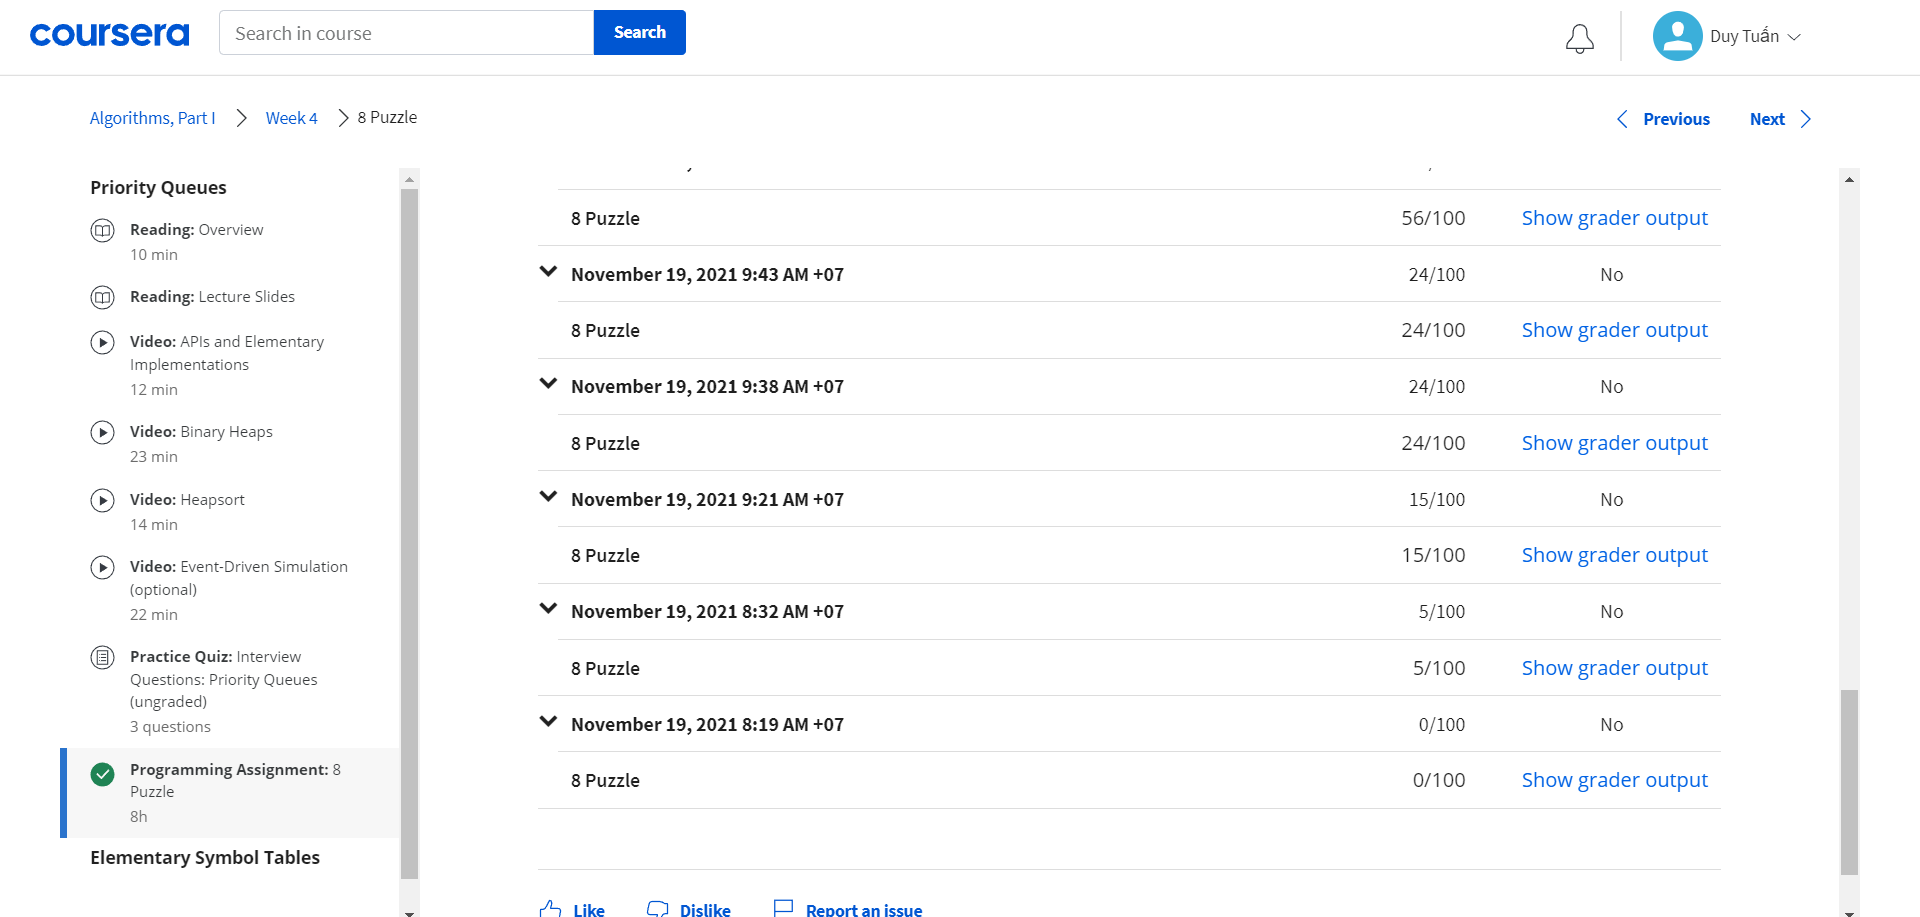 coursera
Search in course
Search
Duy Tuấn
Algorithms, Part I
Week 4
8 Puzzle
Previous
Next
Priority Queues
Reading: Overview
10 min
Reading: Lecture Slides
Video: APIs and Elementary
Implementations
12 min
Video: Binary Heaps
23 min
Video: Heapsort
14 min
Video: Event-Driven Simulation
(optional)
22 min
Practice Quiz: Interview
Questions: Priority Queues
(ungraded)
3 questions
Programming Assignment: 8
Puzzle
8h
Elementary Symbol Tables
8 Puzzle 56/100 Show grader output
November 19, 2021 9:43 AM +07 24/100 No
8 Puzzle 24/100 Show grader output
November 19, 2021 9:38 AM +07 24/100 No
8 Puzzle 24/100 Show grader output
November 19, 2021 9:21 AM +07 15/100 No
8 Puzzle 15/100 Show grader output
November 19, 2021 8:32 AM +07 5/100 No
8 Puzzle 5/100 Show grader output
November 19, 2021 8:19 AM +07 0/100 No
8 Puzzle 0/100 Show grader output
Like
Dislike
Report an issue